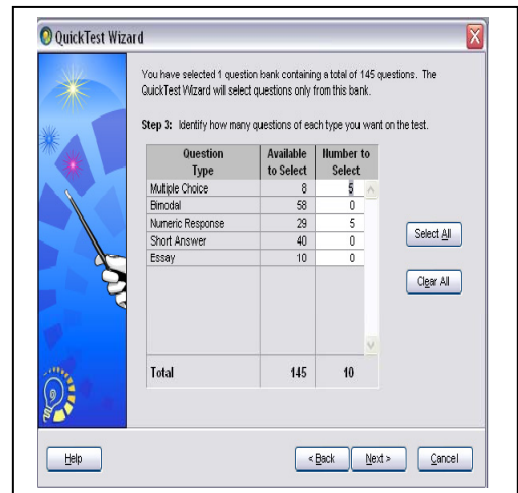 QuickTest Wizard
You have selected 1 question bank containing a total of 145 questions. The
QuickTest Wizard will select questions only from this bank.
Step 3: Identify how many questions of each type you want on the test.
Question Type Available to Select Number to Select
Multiple Choice 8 5
Bimodal 58 0
Numeric Response 29 5
Short Answer 40 0
Essay 10 0
Select All
Clear All
Total 145 10
Help < Back Next > Cancel